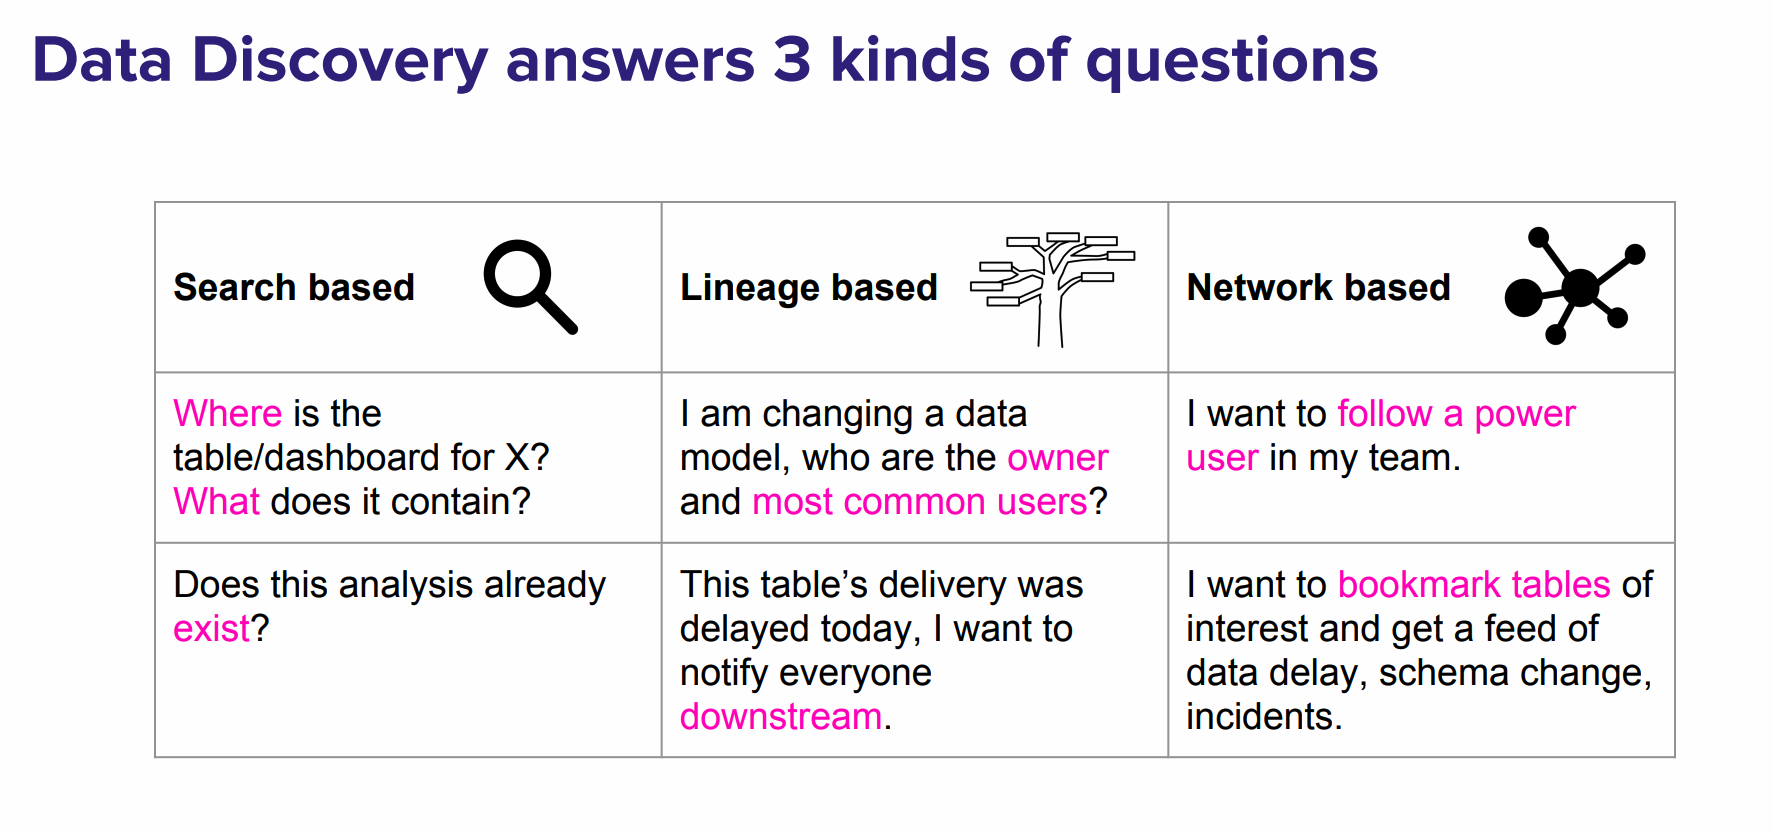 Data Discovery answers 3 kinds of questions
Search based
Lineage based
Network based
Where is the
table/dashboard for X?
What does it contain?
I am changing a data
model, who are the owner
and most common users?
I want to follow a power
user in my team.
Does this analysis already
exist?
This table’s delivery was
delayed today, I want to
notify everyone
downstream.
I want to bookmark tables of
interest and get a feed of
data delay, schema change,
incidents.